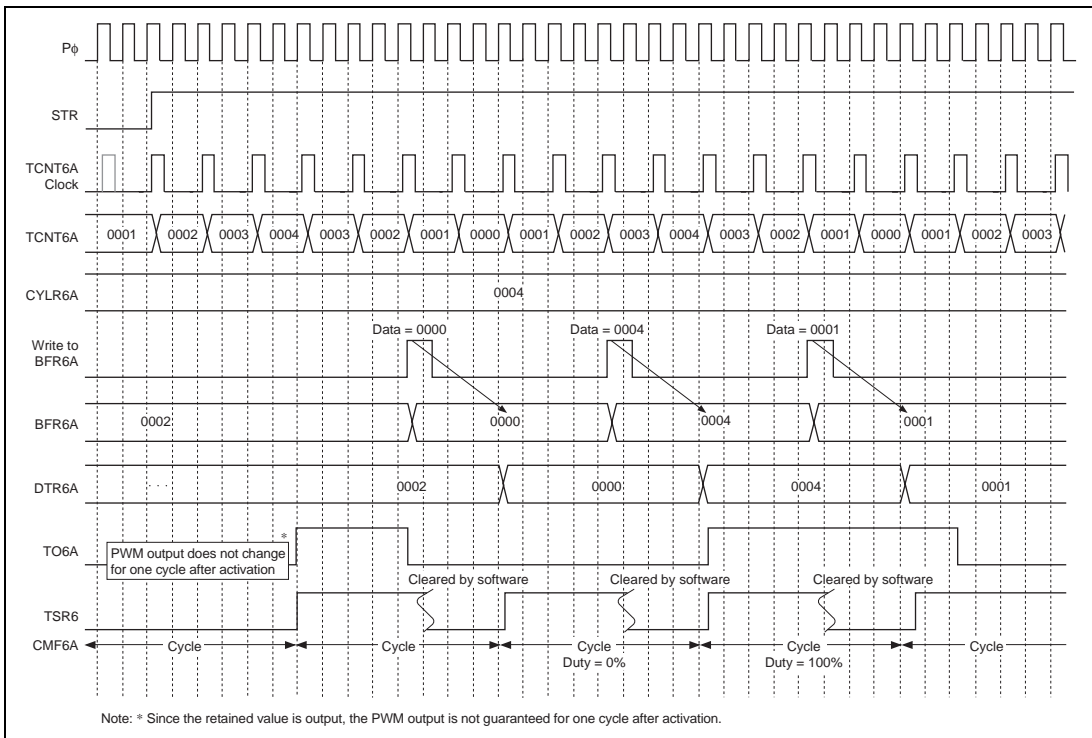 Pϕ
STR
TCNT6A
Clock
TCNT6A
0001 0002 0003 0004 0003 0002 0001 0000 0001 0002 0003 0004 0003 0002 0001 0000 0001 0002 0003
CYLR6A
0004
Data = 0000 Data = 0004 Data = 0001
Write to
BFR6A
BFR6A
0002 0000 0004 0001
DTR6A
· · · 0002 0000 0004 0001
*
TO6A
PWM output does not change
for one cycle after activation
Cleared by software Cleared by software Cleared by software
TSR6
CMF6A
Cycle Cycle Cycle Cycle Cycle
Duty = 0% Duty = 100%
Note: * Since the retained value is output, the PWM output is not guaranteed for one cycle after activation.